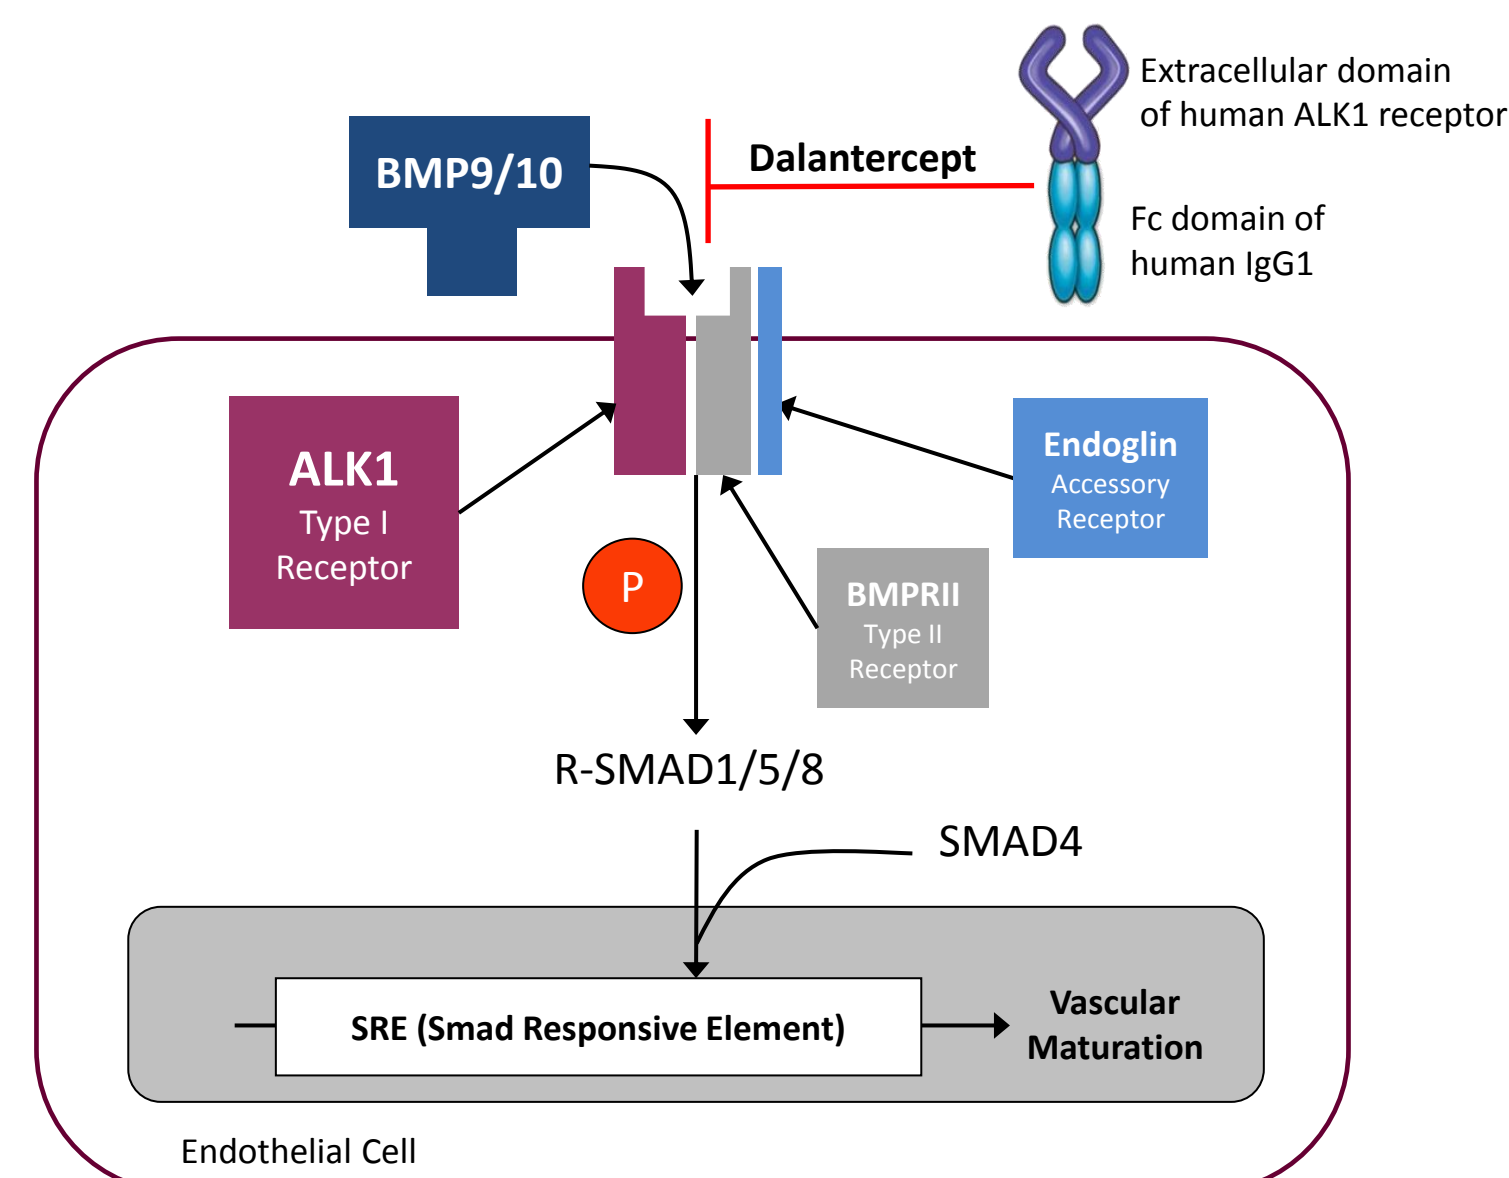 Extracellular domain
of human ALK1 receptor
BMP9/10
Dalantercept
Fc domain of
human IgG1
ALK1
Type I
Receptor
Endoglin
Accessory
Receptor
P
BMPRII
Type II
Receptor
R-SMAD1/5/8
SMAD4
SRE (Smad Responsive Element)
Vascular
Maturation
Endothelial Cell